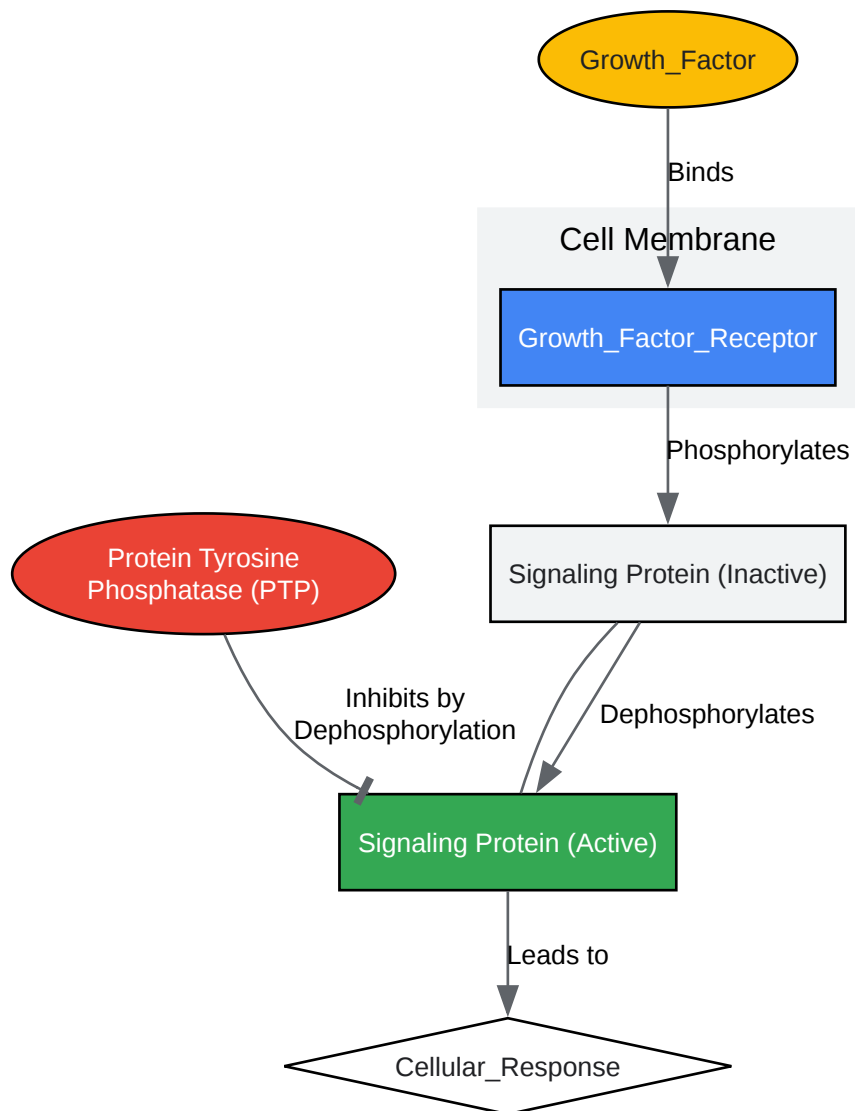 Growth_Factor
Binds
Cell Membrane
Growth_Factor_Receptor
Phosphorylates
Protein Tyrosine
Phosphatase (PTP)
Signaling Protein (Inactive)
Inhibits by
Dephosphorylation
Dephosphorylates
Signaling Protein (Active)
Leads to
Cellular_Response